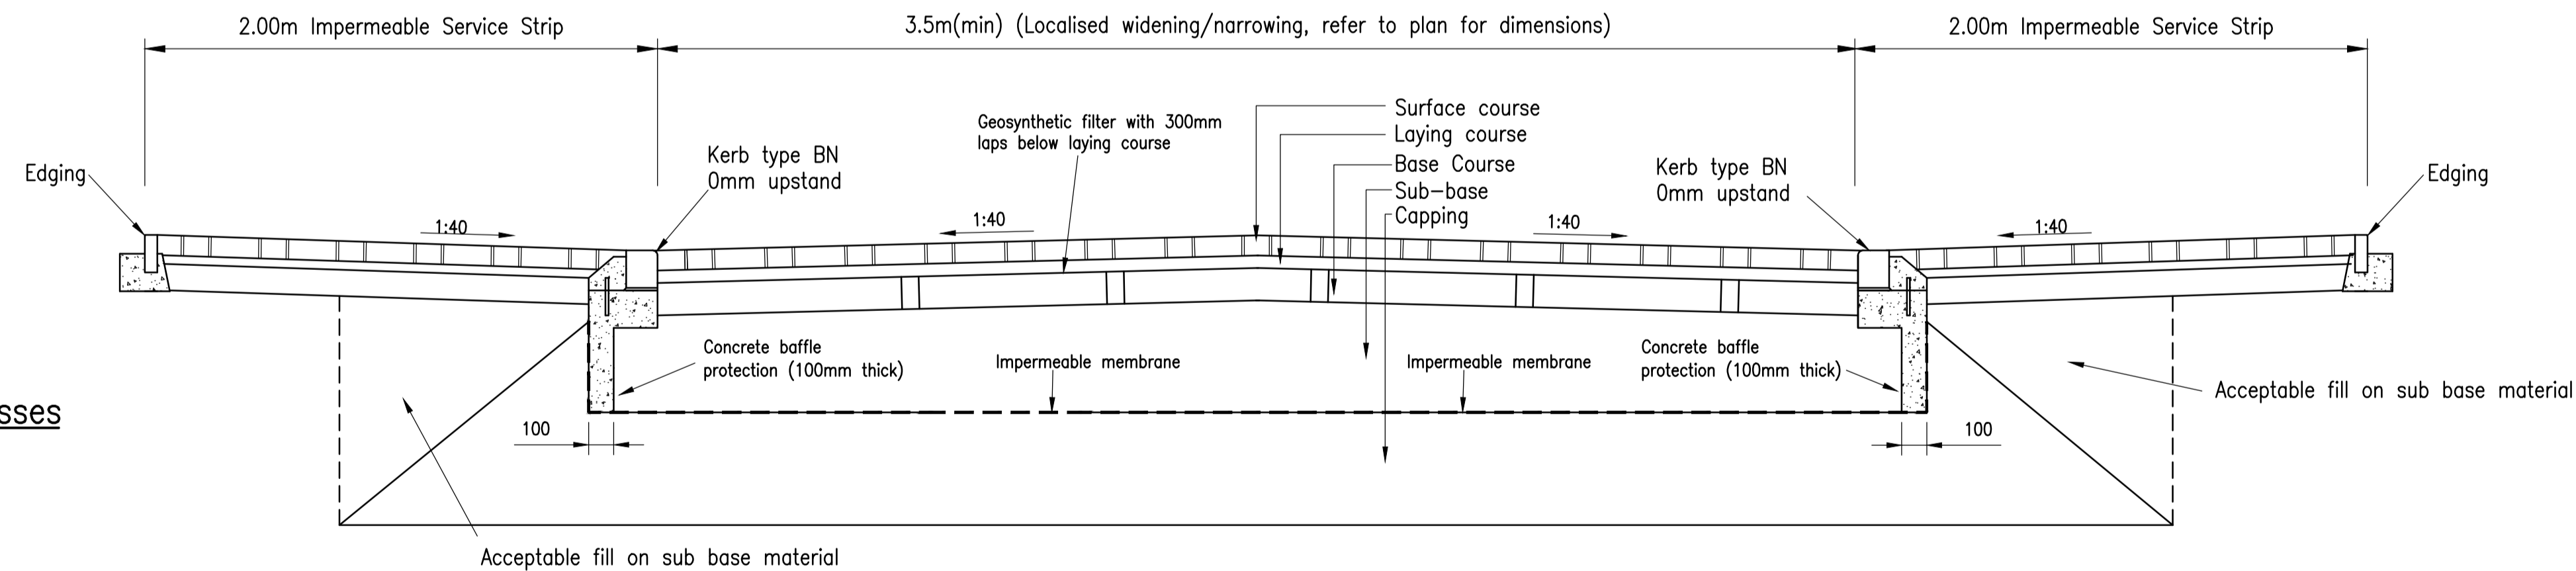 2.00m Impermeable Service Strip
3.5m(min) (Localised widening/narrowing, refer to plan for dimensions)
2.00m Impermeable Service Strip
Edging
Kerb type BN
0mm upstand
Geosynthetic filter with 300mm
laps below laying course
Surface course
Laying course
Base Course
Sub-base
Capping
Kerb type BN
0mm upstand
Edging
1:40
1:40
1:40
1:40
Concrete baffle
protection (100mm thick)
Impermeable membrane
Impermeable membrane
Concrete baffle
protection (100mm thick)
Acceptable fill on sub base material
sses
100
100
Acceptable fill on sub base material